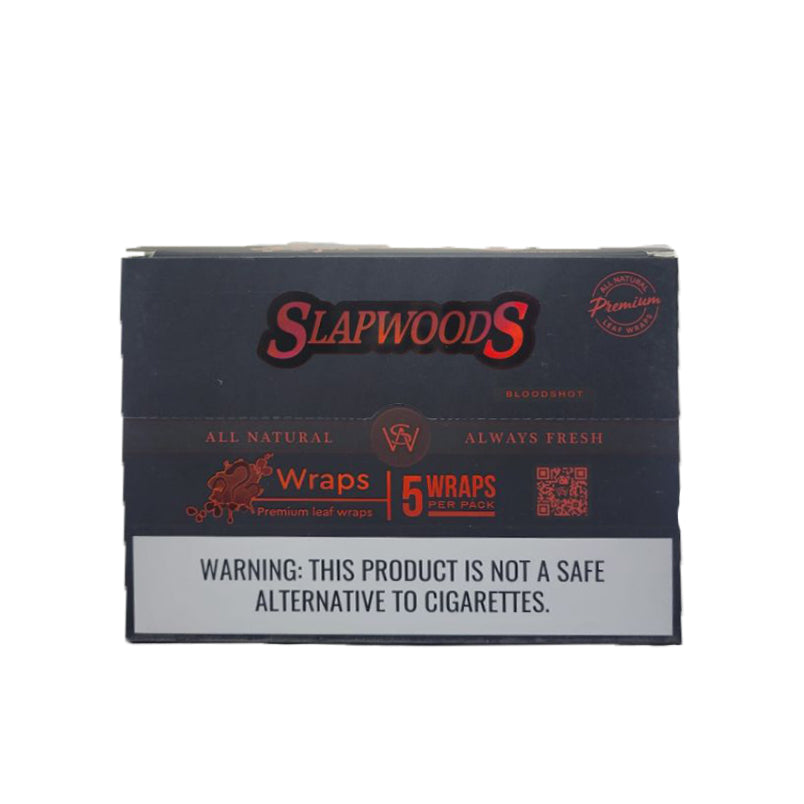 SLAPWOODS
ALL NATURAL
Premium
LEAF WRAPS
BLOODSHOT
ALL NATURAL
ALWAYS FRESH
Wraps
Premium leaf wraps
5 WRAPS
PER PACK
WARNING: THIS PRODUCT IS NOT A SAFE
ALTERNATIVE TO CIGARETTES.